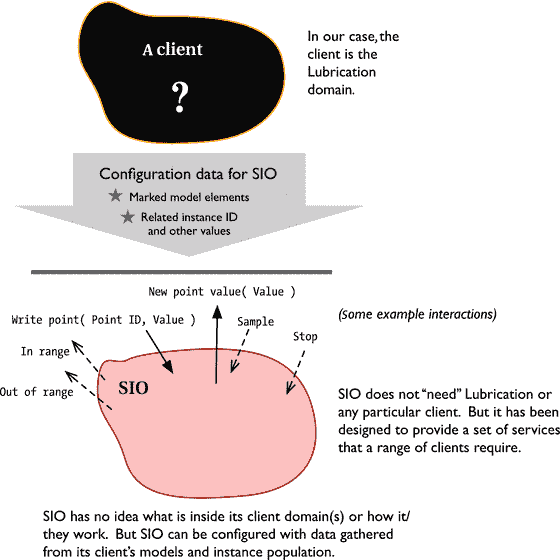 A client
?
In our case, the
client is the
Lubrication
domain.
Configuration data for SIO
Marked model elements
Related instance ID
and other values
New point value( Value )
(some example interactions)
Write point( Point ID, Value )
Sample
Stop
In range
Out of range
SIO
SIO does not "need" Lubrication or
any particular client. But it has been
designed to provide a set of services
that a range of clients require.
SIO has no idea what is inside its client domain(s) or how it/
they work. But SIO can be configured with data gathered
from its client's models and instance population.